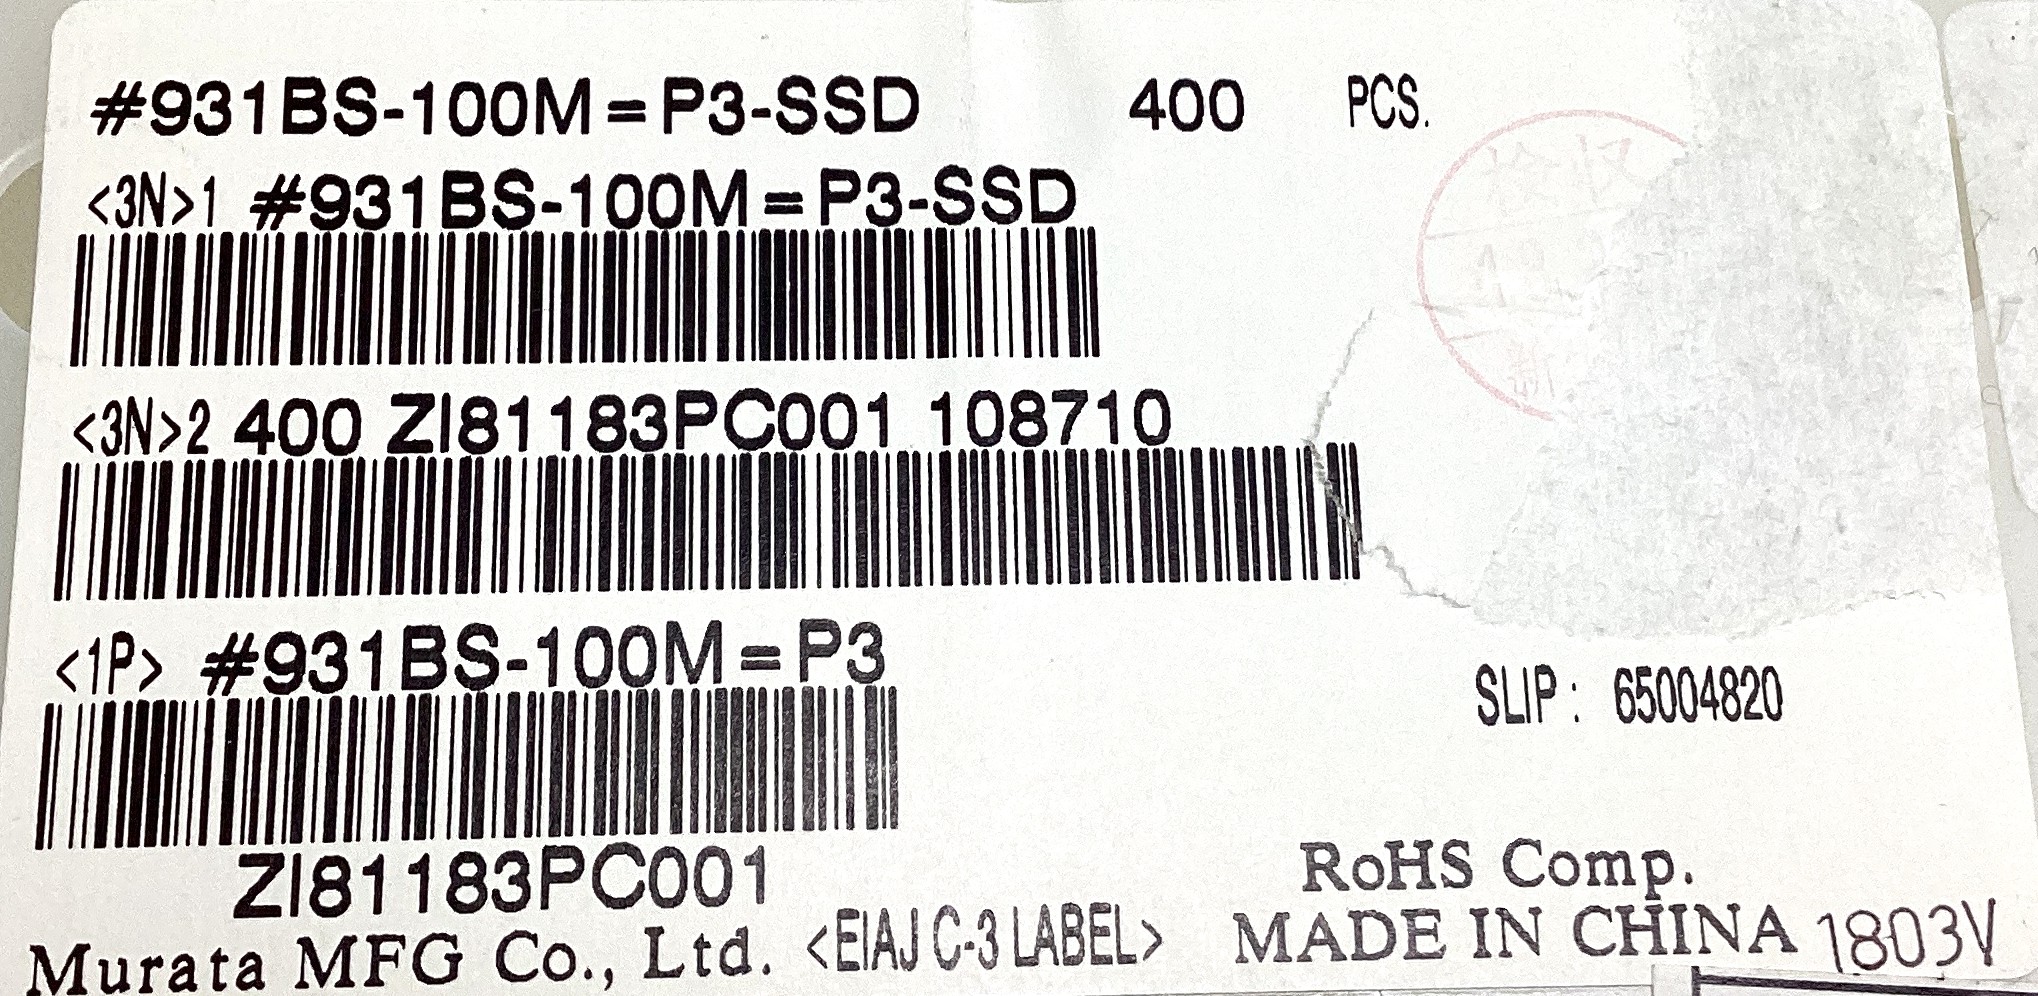 #931BS-100M=P3-SSD 400 PCS.
<3N>1 #931BS-100M=P3-SSD
<3N>2 400 ZI81183PC001 108710
<1P> #931BS-100M=P3
SLIP: 65004820
ZI81183PC001
RoHS Comp.
Murata MFG Co., Ltd. <EIAJ C-3 LABEL> MADE IN CHINA 1803V